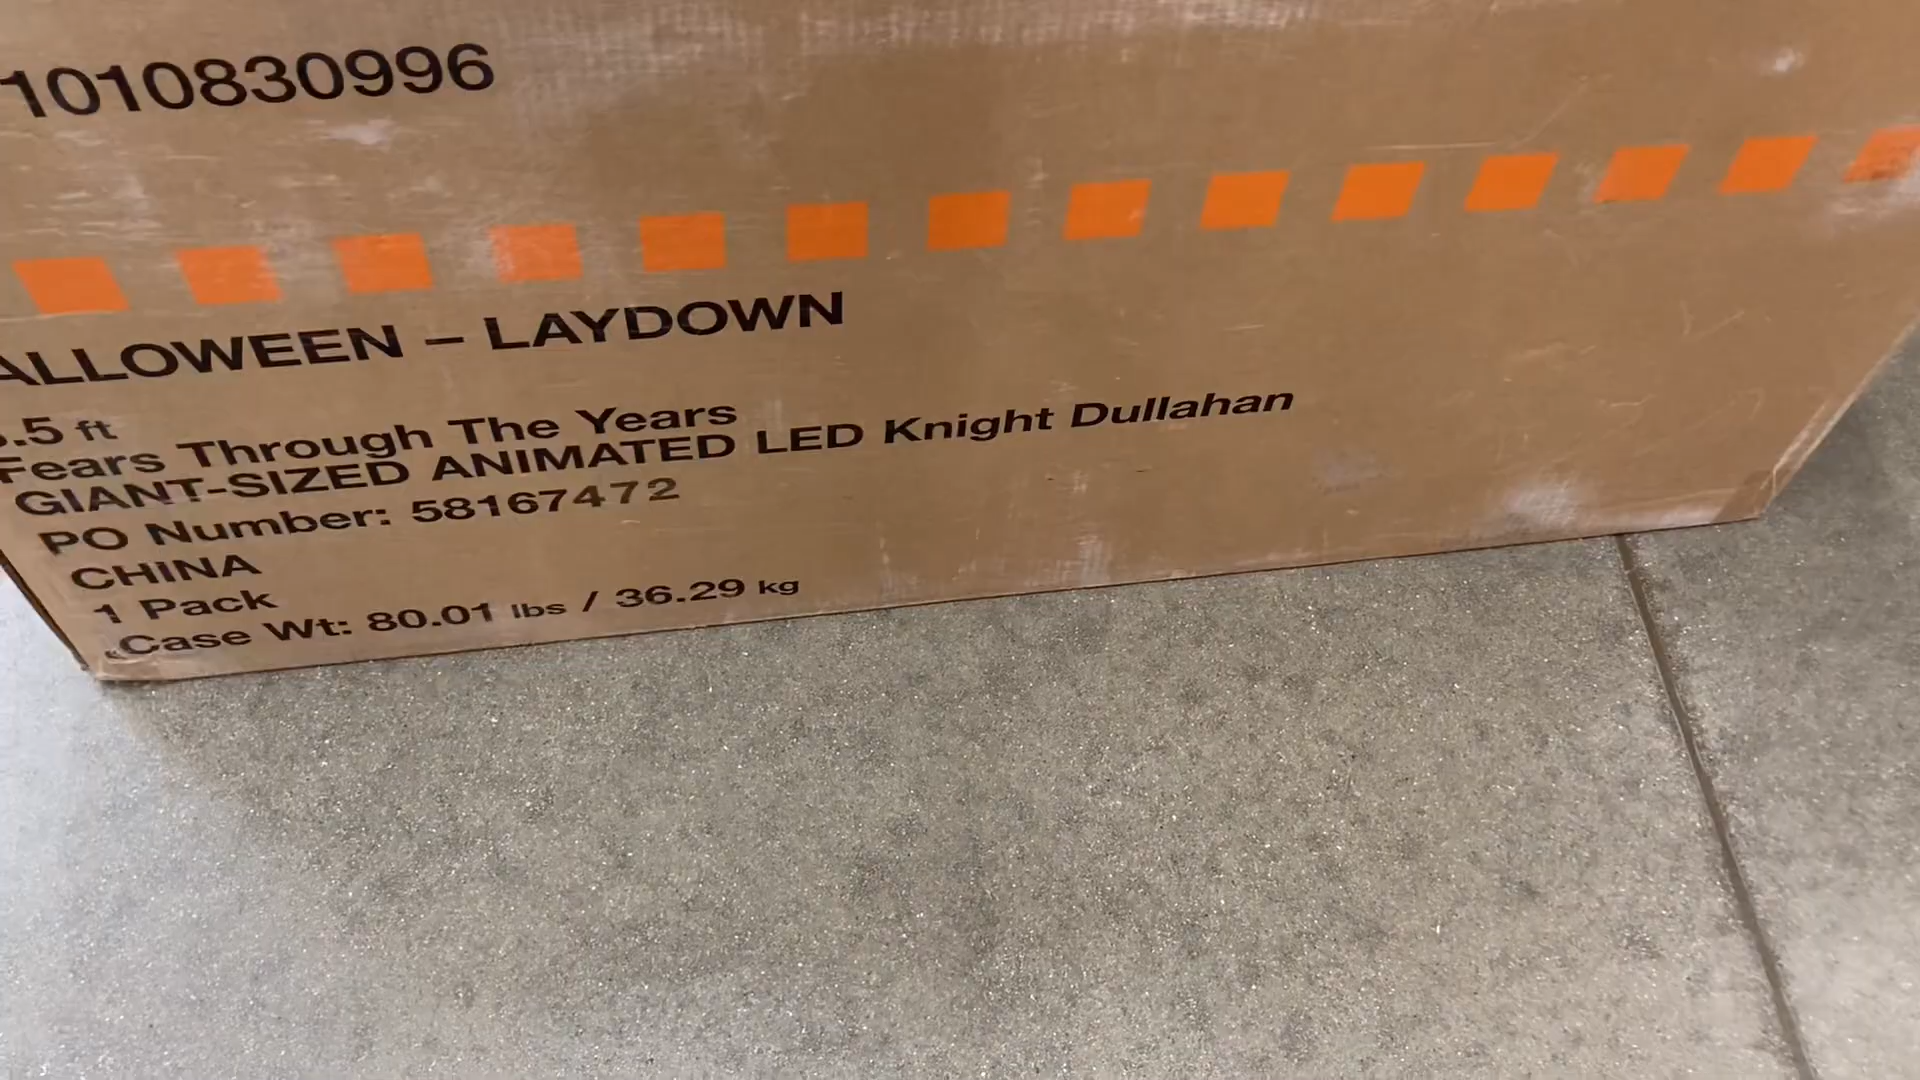 1010830996
ALLOWEEN – LAYDOWN
.5 ft
Fears Through The Years
GIANT-SIZED ANIMATED LED Knight Dullahan
PO Number: 58167472
CHINA
1 Pack
Case Wt: 80.01 lbs / 36.29 kg